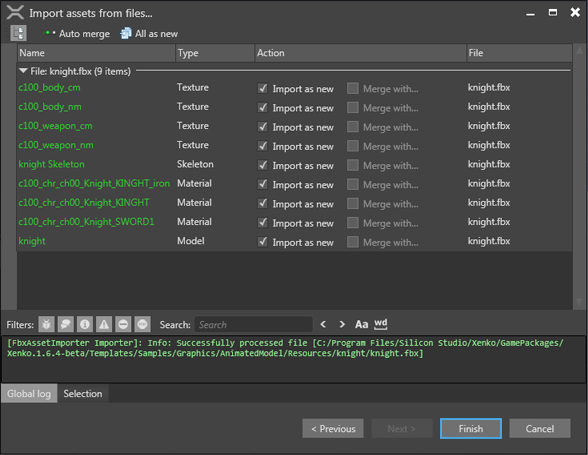 Import assets from files...
Auto merge All as new
Name Type Action File
File: knight.fbx (9 items)
c100_body_cm Texture Import as new Merge with... knight.fbx
c100_body_nm Texture Import as new Merge with... knight.fbx
c100_weapon_cm Texture Import as new Merge with... knight.fbx
c100_weapon_nm Texture Import as new Merge with... knight.fbx
knight Skeleton Skeleton Import as new Merge with... knight.fbx
c100_chr_ch00_Knight_KINGHT_iron Material Import as new Merge with... knight.fbx
c100_chr_ch00_Knight_KINGHT Material Import as new Merge with... knight.fbx
c100_chr_ch00_Knight_SWORD1 Material Import as new Merge with... knight.fbx
knight Model Import as new Merge with... knight.fbx
Filters: Search: Search < > Aa wd
[FbxAssetImporter Importer]: Info: Successfully processed file [C:/Program Files/Silicon Studio/Xenko/GamePackages/
Xenko.1.6.4-beta/Templates/Samples/Graphics/AnimatedModel/Resources/knight/knight.fbx]
Global log Selection
< Previous Next > Finish Cancel